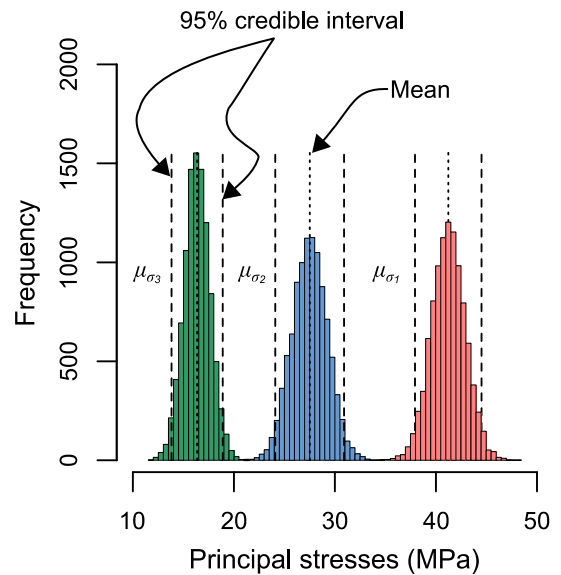 95% credible interval
Mean
Frequency
2000
1500
1000
500
0
μσ3
μσ2
μσ1
10 20 30 40 50
Principal stresses (MPa)